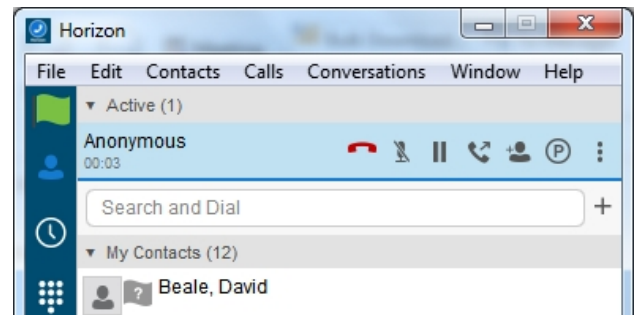 Horizon
File Edit Contacts Calls Conversations Window Help
Active (1)
Anonymous
00:03
P
Search and Dial
My Contacts (12)
?
Beale, David